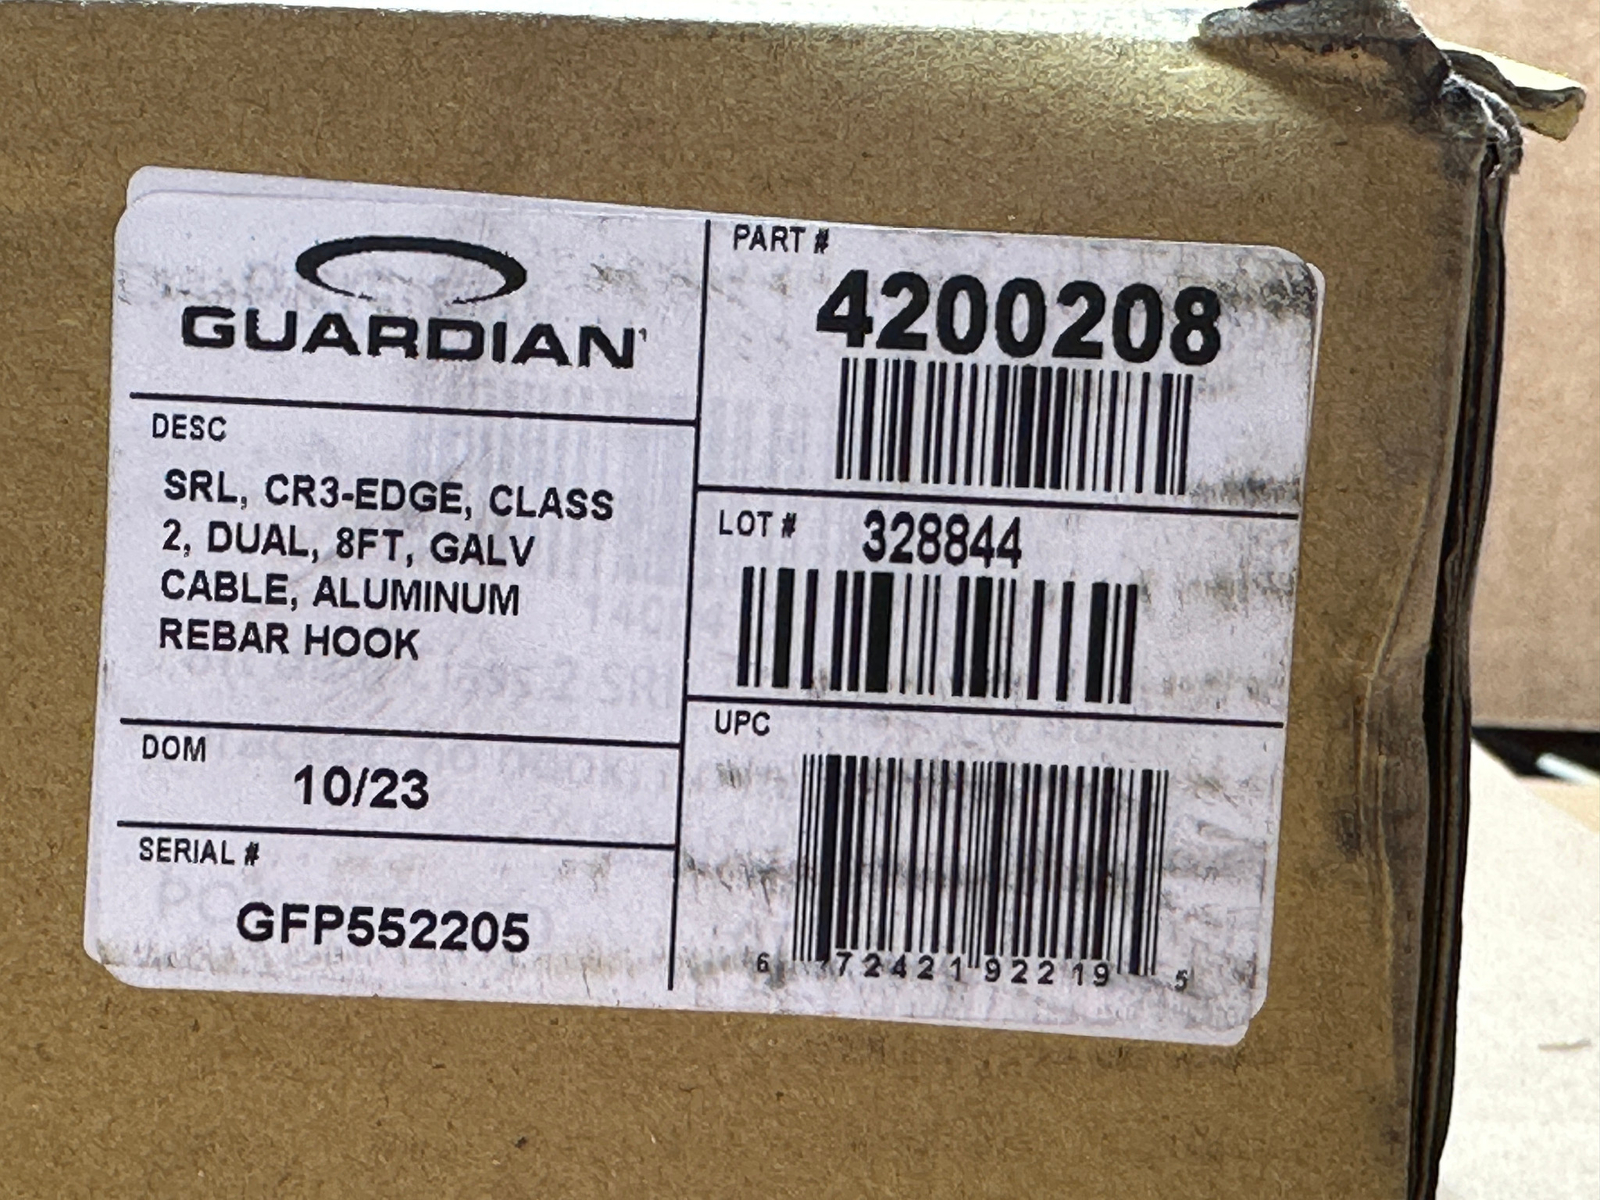 GUARDIAN
DESC
SRL, CR3-EDGE, CLASS
2, DUAL, 8FT, GALV
CABLE, ALUMINUM
REBAR HOOK
DOM
10/23
SERIAL #
GFP552205
PART #
4200208
LOT # 328844
UPC
6 72421 92219 5